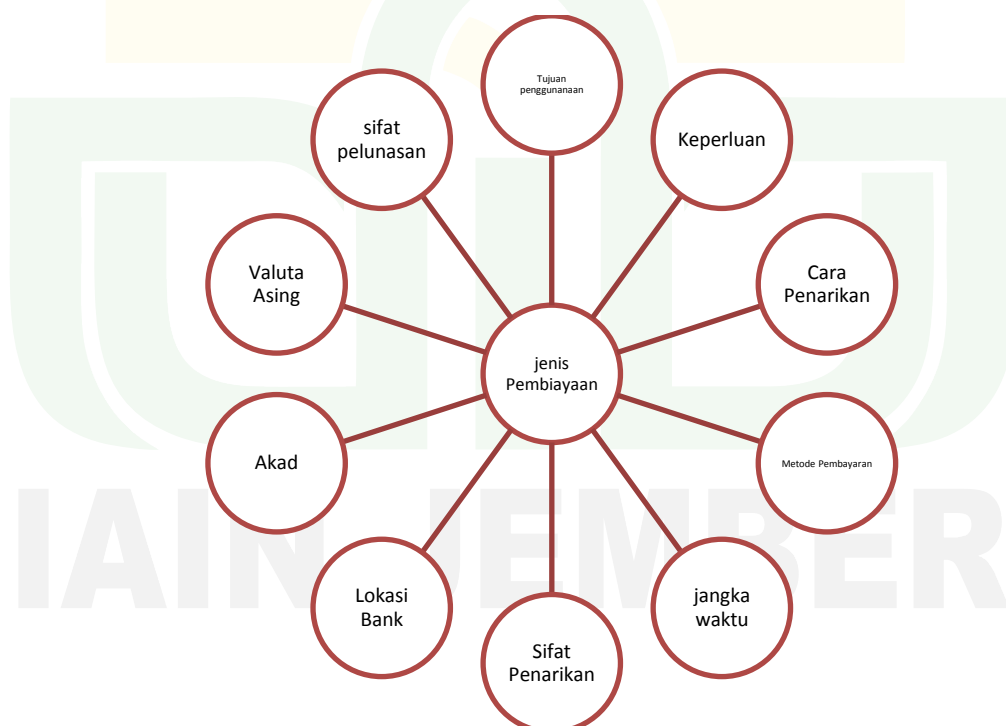 Tujuan
penggunanaan
Keperluan
Cara
Penarikan
Metode Pembayaran
jangka
waktu
Sifat
Penarikan
Lokasi
Bank
Akad
Valuta
Asing
sifat
pelunasan
jenis
Pembiayaan
IAIN JEMBER